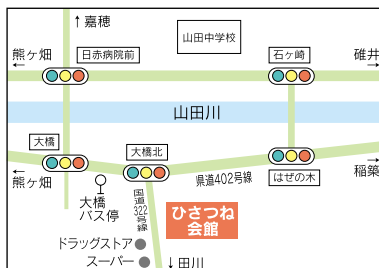 ↑嘉穂
山田中学校
熊ヶ畑
←
日赤病院前
石ヶ崎
碓井
→
山田川
大橋
大橋北
県道402号線
はぜの木
←
熊ヶ畑
→
稲築
大橋
バス停
国道322号線
ひさつね
会館
ドラッグストア
スーパー
↓田川